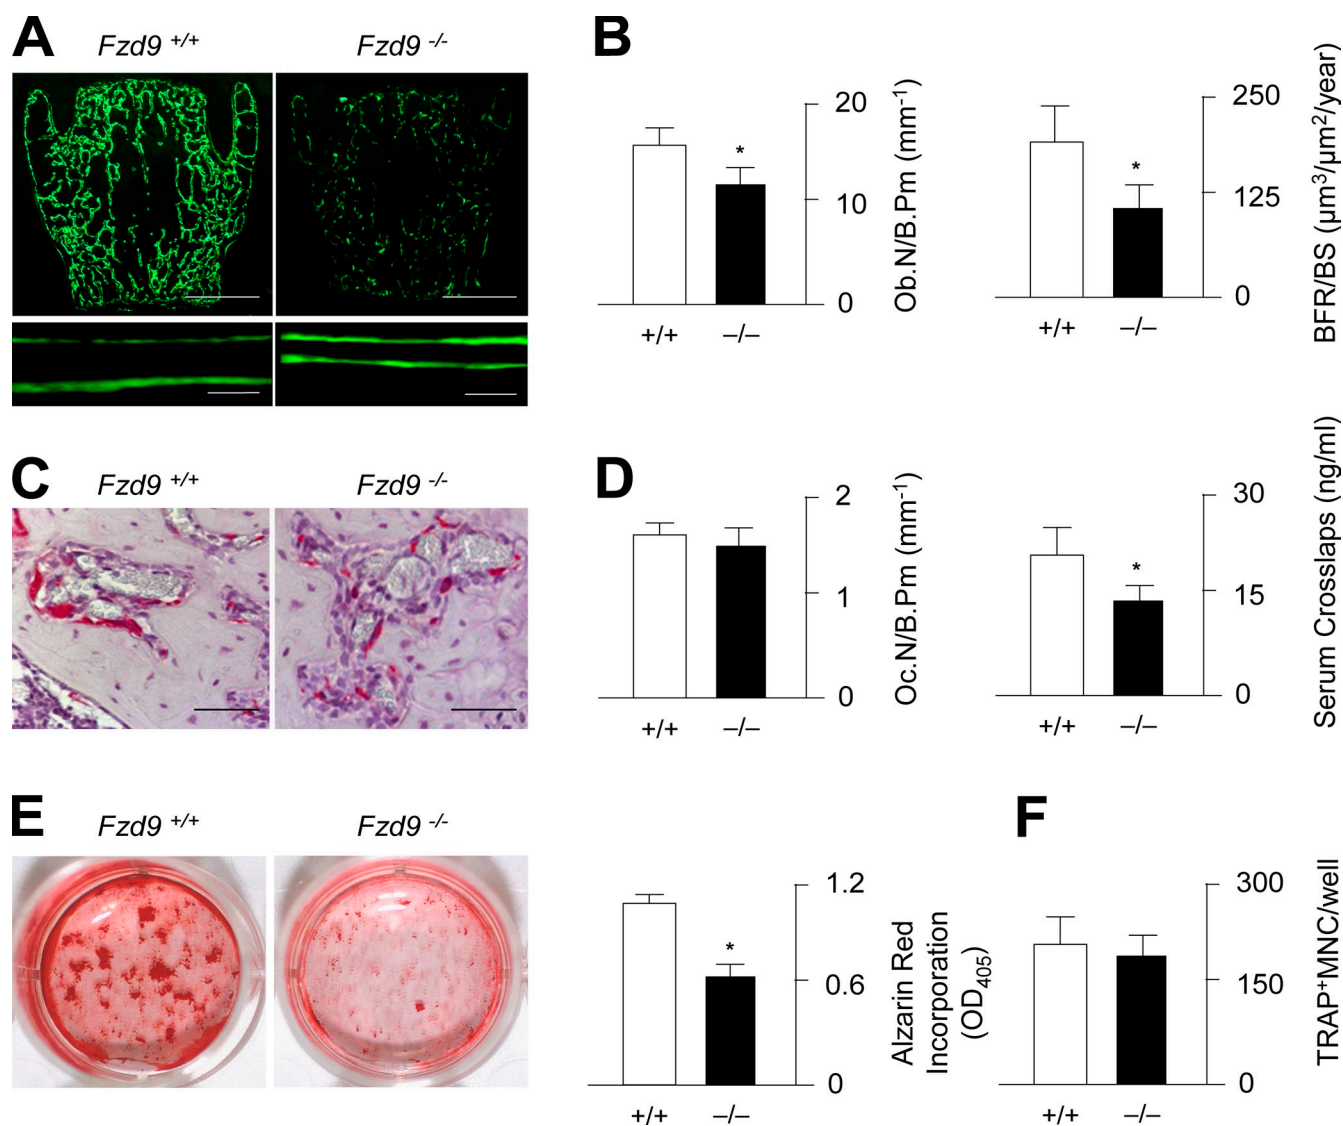 A
Fzd9 +/+
Fzd9 -/-
B
20
10
0
Ob.N/B.Pm (mm-1)
+/+
–/–
250
125
0
BFR/BS (µm3/µm2/year)
+/+
–/–
C
Fzd9 +/+
Fzd9 -/-
D
2
1
0
Oc.N/B.Pm (mm-1)
+/+
–/–
30
15
0
Serum Crosslaps (ng/ml)
+/+
–/–
E
Fzd9 +/+
Fzd9 -/-
1.2
0.6
0
Alzarin Red
Incorporation
(OD405)
+/+
–/–
F
300
150
0
TRAP+MNC/well
+/+
–/–